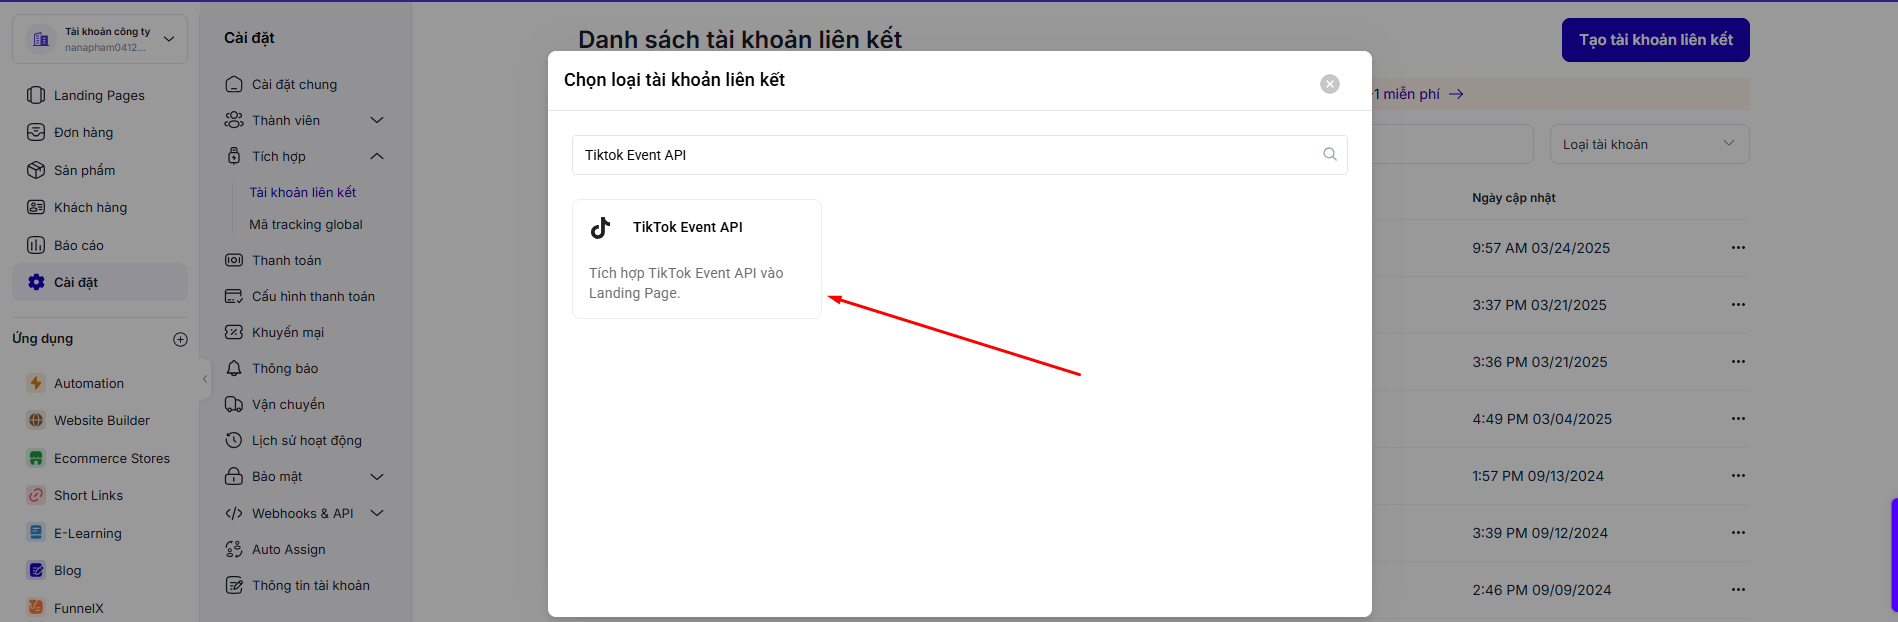 Tài khoản công ty
nanapham0412...
Landing Pages
Đơn hàng
Sản phẩm
Khách hàng
Báo cáo
Cài đặt
Ứng dụng
Automation
Website Builder
Ecommerce Stores
Short Links
E-Learning
Blog
FunnelX
Cài đặt
Cài đặt chung
Thành viên
Tích hợp
Tài khoản liên kết
Mã tracking global
Thanh toán
Cấu hình thanh toán
Khuyến mại
Thông báo
Vận chuyển
Lịch sử hoạt động
Bảo mật
Webhooks & API
Auto Assign
Thông tin tài khoản
Danh sách tài khoản liên kết
Tạo tài khoản liên kết
1 miễn phí
Loại tài khoản
Ngày cập nhật
9:57 AM 03/24/2025
3:37 PM 03/21/2025
3:36 PM 03/21/2025
4:49 PM 03/04/2025
1:57 PM 09/13/2024
3:39 PM 09/12/2024
2:46 PM 09/09/2024
Chọn loại tài khoản liên kết
Tiktok Event API
TikTok Event API
Tích hợp TikTok Event API vào
Landing Page.